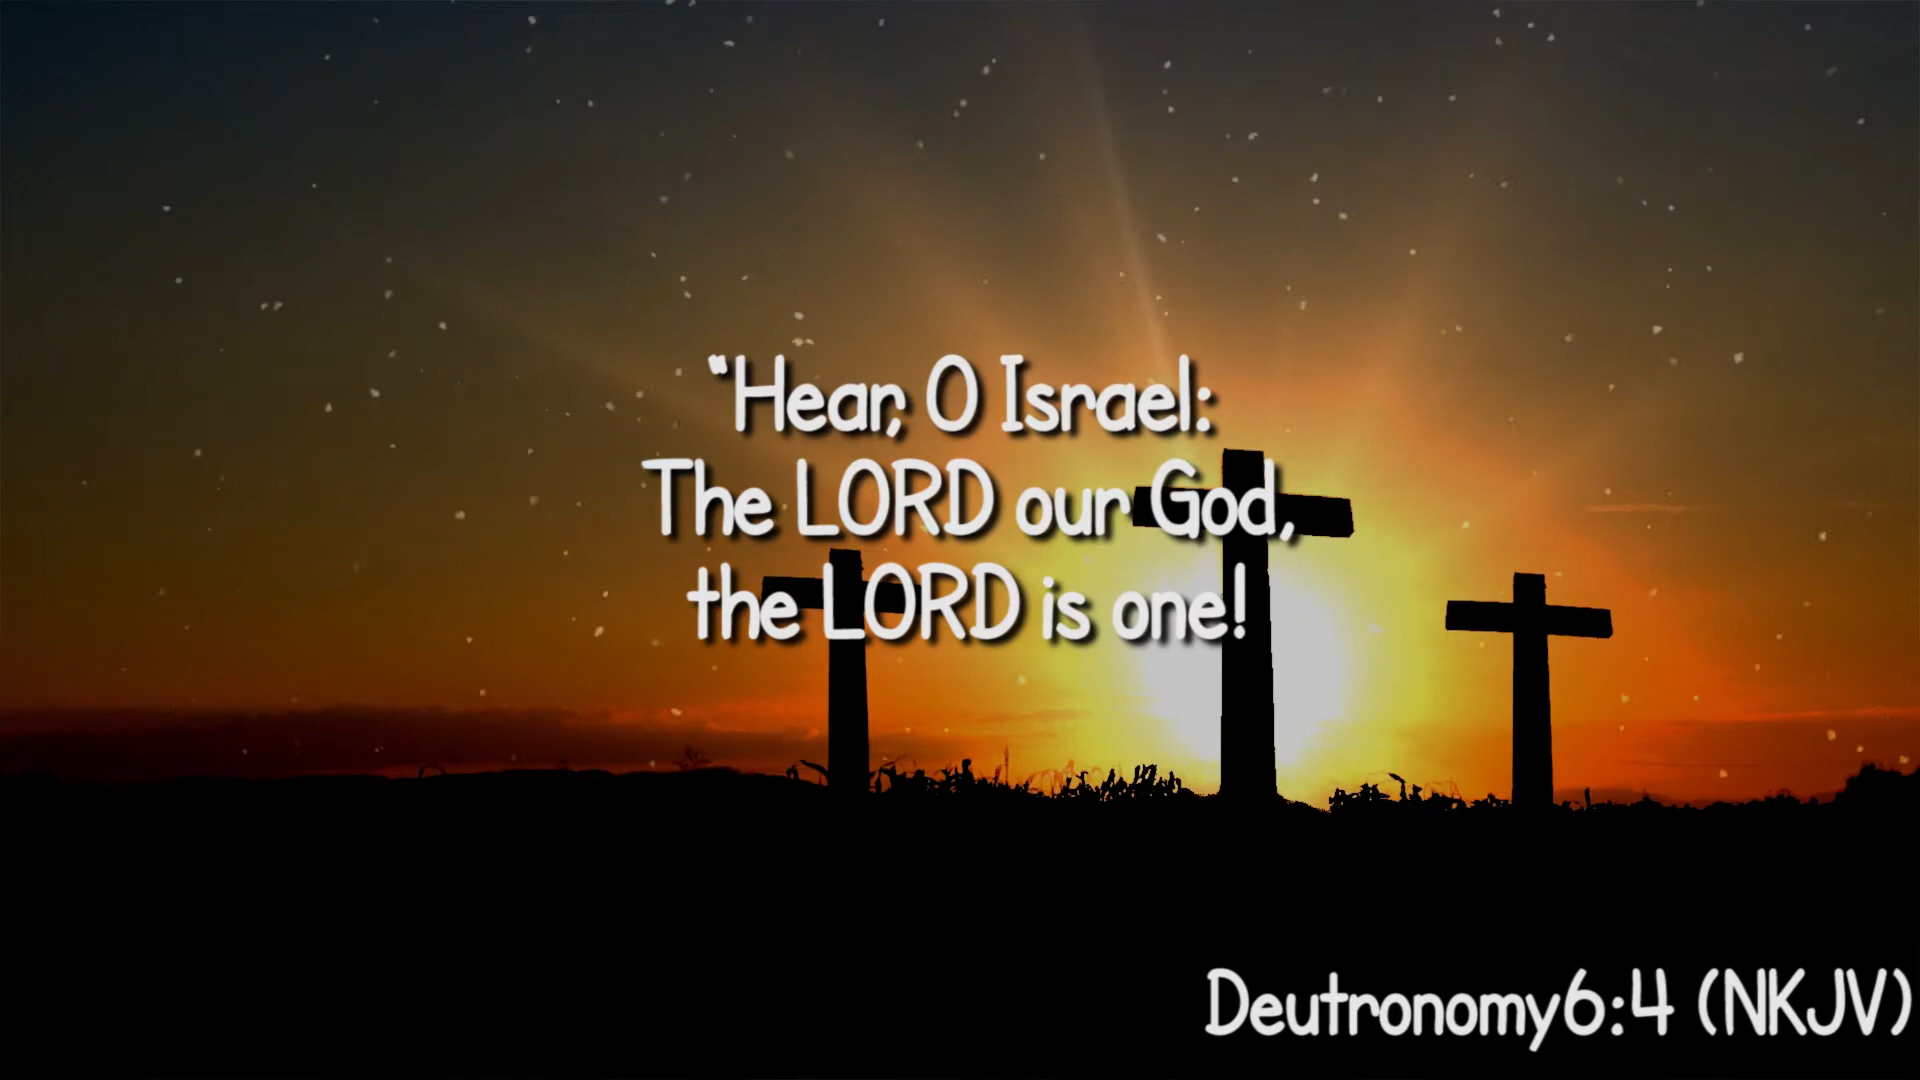 "Hear, O Israel:
The LORD our God,
the LORD is one!
Deutronomy6:4 (NKJV)